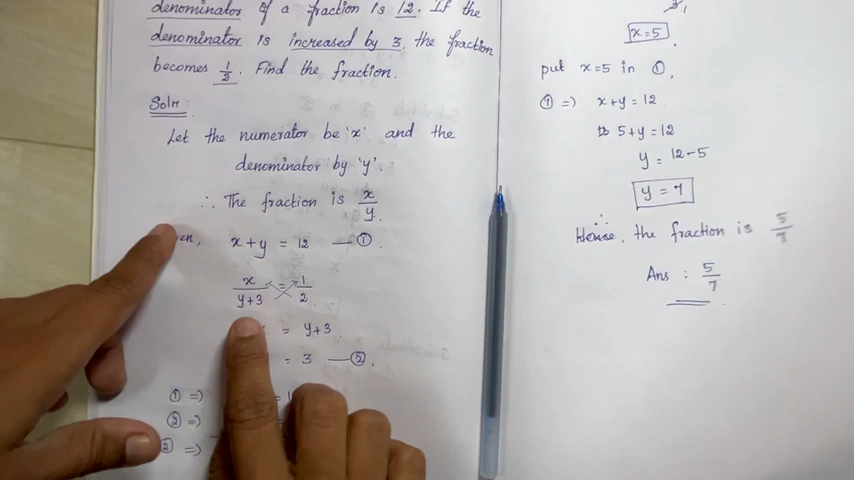 denominator of a fraction is 12. If the
denominator is increased by 3, the fraction
becomes 1/2. Find the fraction.
Soln:
Let the numerator be 'x' and the
denominator by 'y'.
∴ The fraction is x/y.
x+y = 12 — ①.
x/(y+3) = 1/2.
= y+3.
= 3 — ②.
① ⇒
② ⇒
② ⇒
x=5.
put x=5 in ①,
① ⇒ x+y = 12
5+y = 12
y = 12-5
y = 7
∴
Hence, the fraction is 5/7
Ans : 5/7